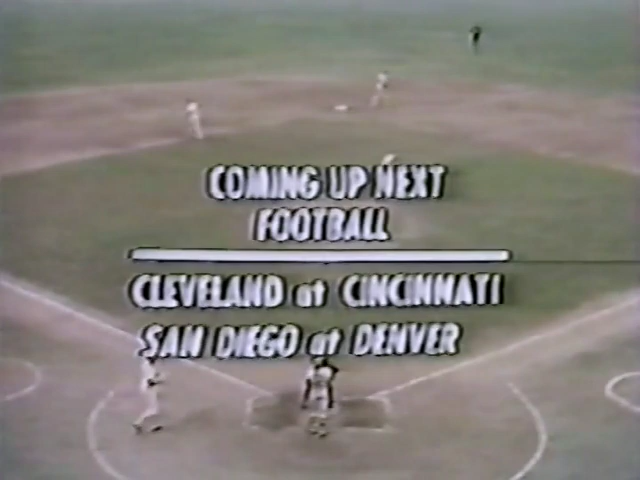 COMING UP NEXT
FOOTBALL
CLEVELAND at CINCINNATI
SAN DIEGO at DENVER